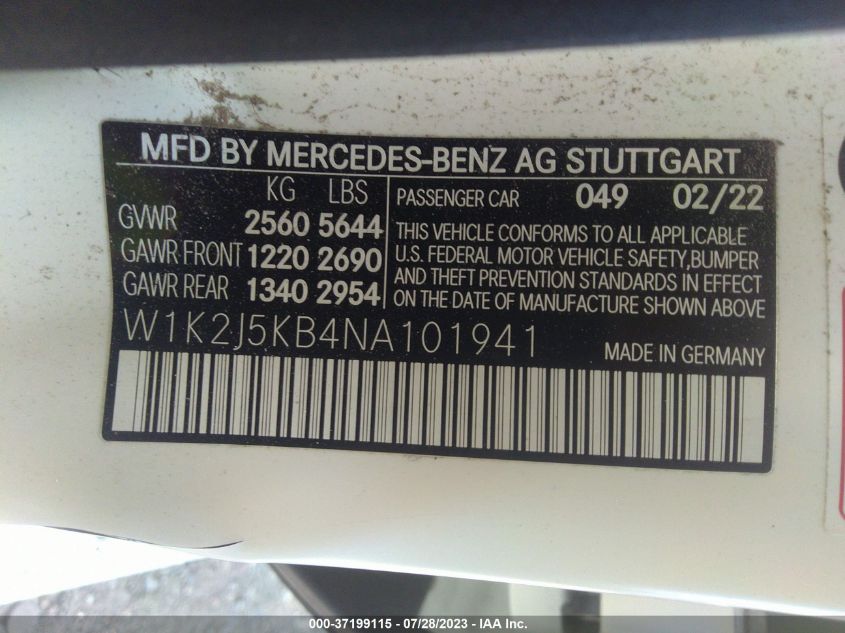 MFD BY MERCEDES-BENZ AG STUTTGART
KG LBS
GVWR 2560 5644
GAWR FRONT 1220 2690
GAWR REAR 1340 2954
PASSENGER CAR 049 02/22
THIS VEHICLE CONFORMS TO ALL APPLICABLE
U.S. FEDERAL MOTOR VEHICLE SAFETY,BUMPER
AND THEFT PREVENTION STANDARDS IN EFFECT
ON THE DATE OF MANUFACTURE SHOWN ABOVE
W1K2J5KB4NA101941
MADE IN GERMANY
000-37199115 - 07/28/2023 - IAA Inc.